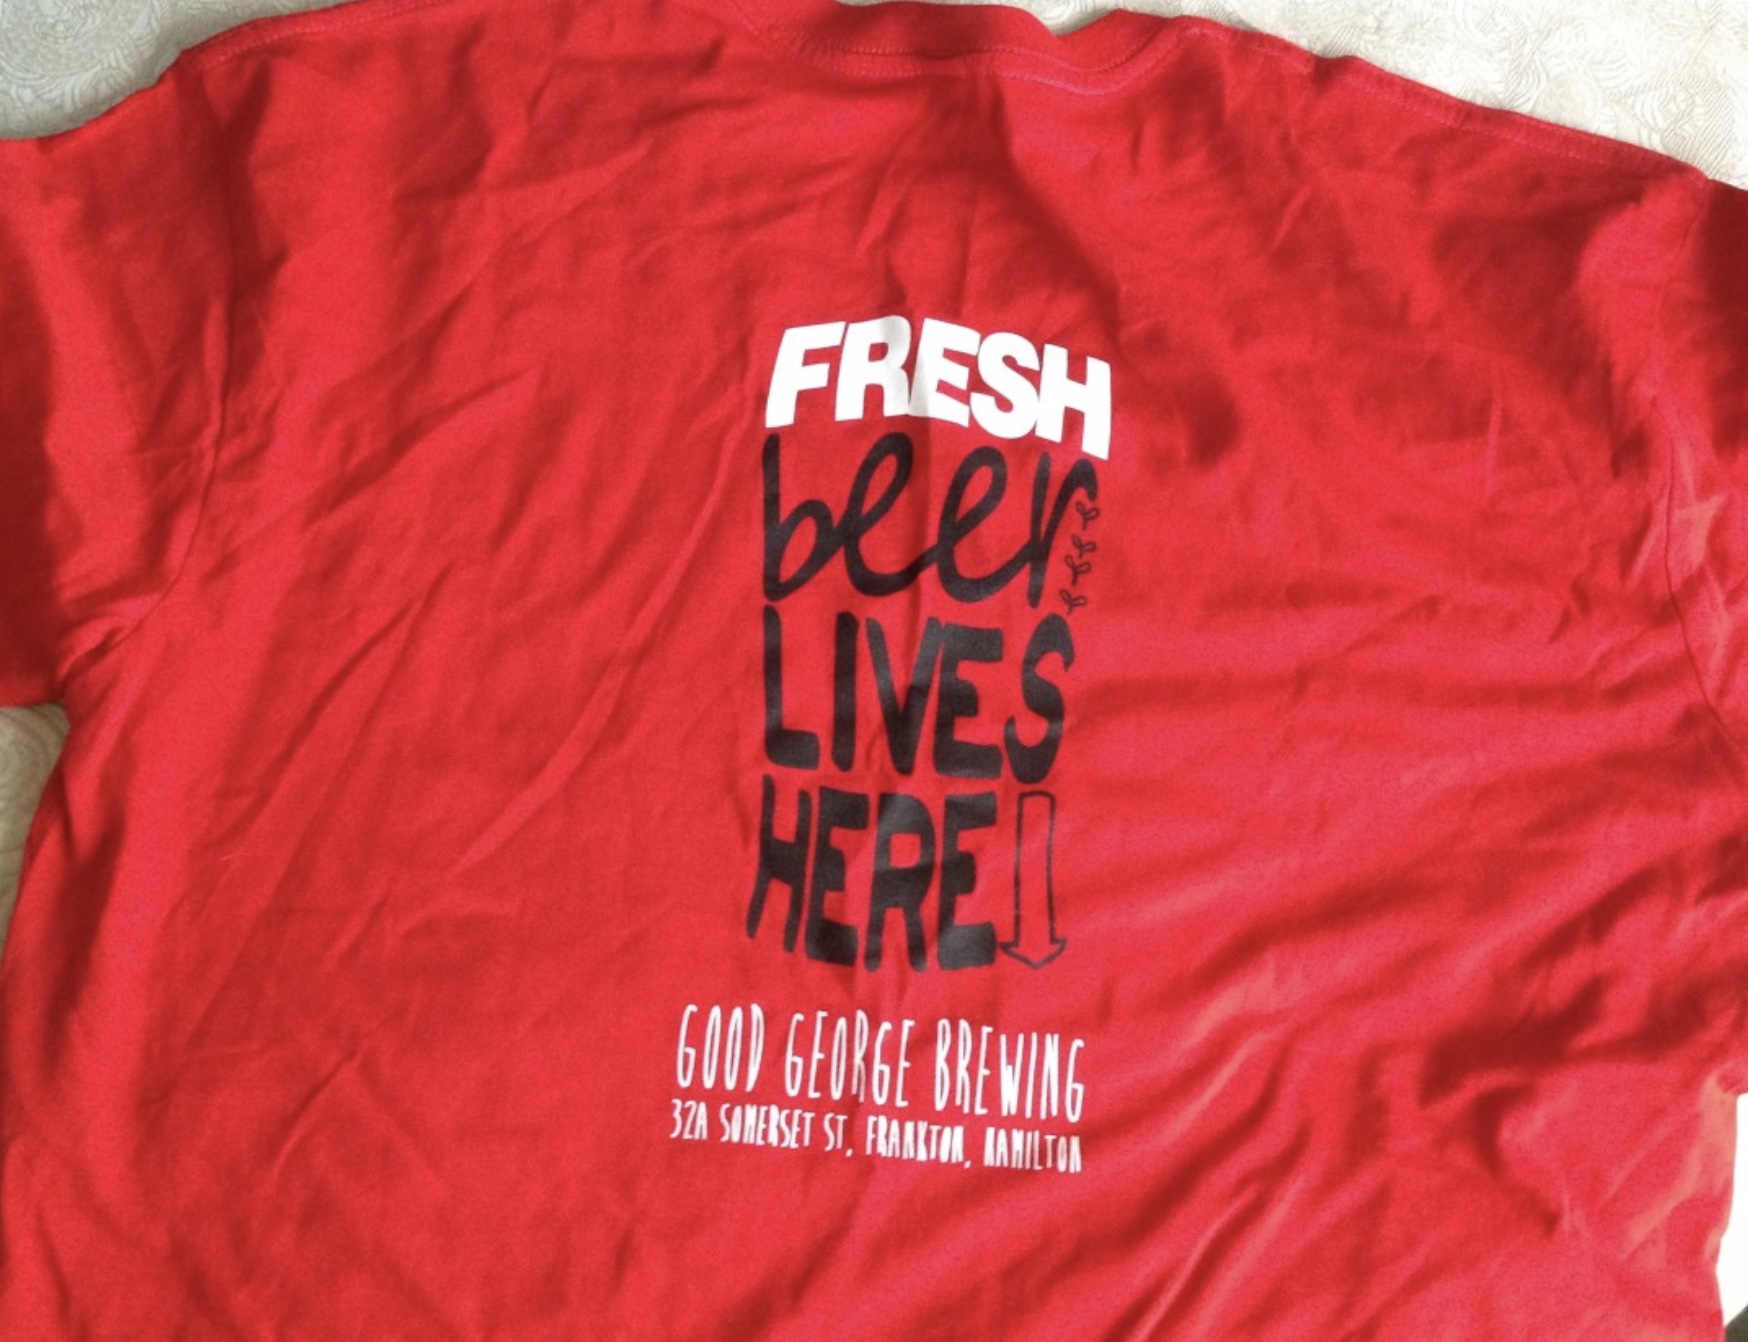 FRESH
beer
LIVES
HERE
GOOD GEORGE BREWING
32A SOMERSET ST, FRANKTON, HAMILTON